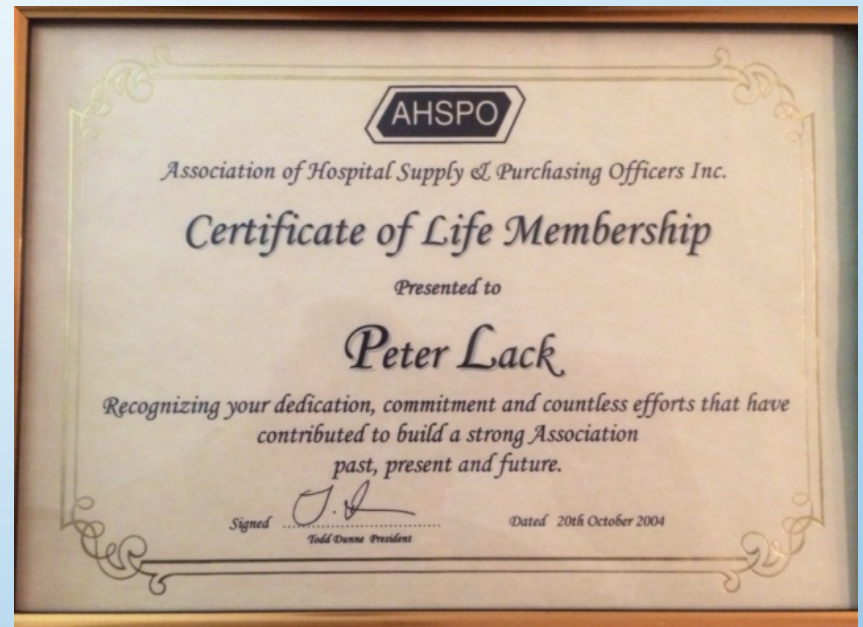 AHSPO
Association of Hospital Supply & Purchasing Officers Inc.
Certificate of Life Membership
Presented to
Peter Lack
Recognizing your dedication, commitment and countless efforts that have
contributed to build a strong Association
past, present and future.
Signed T. D
Todd Dunne President
Dated 20th October 2004